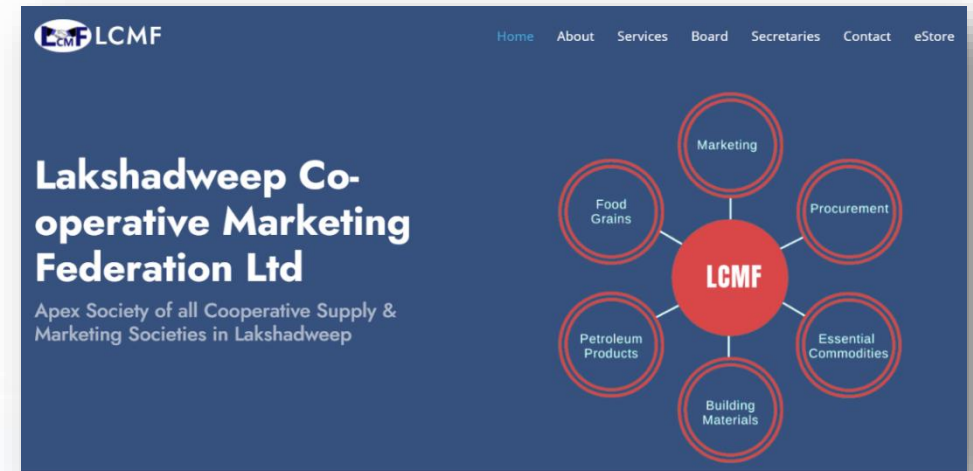 LCMF LCMF
Home About Services Board Secretaries Contact eStore
Lakshadweep Co-
operative Marketing
Federation Ltd
Apex Society of all Cooperative Supply &
Marketing Societies in Lakshadweep
Marketing
Food
Grains
Procurement
LCMF
Petroleum
Products
Essential
Commodities
Building
Materials